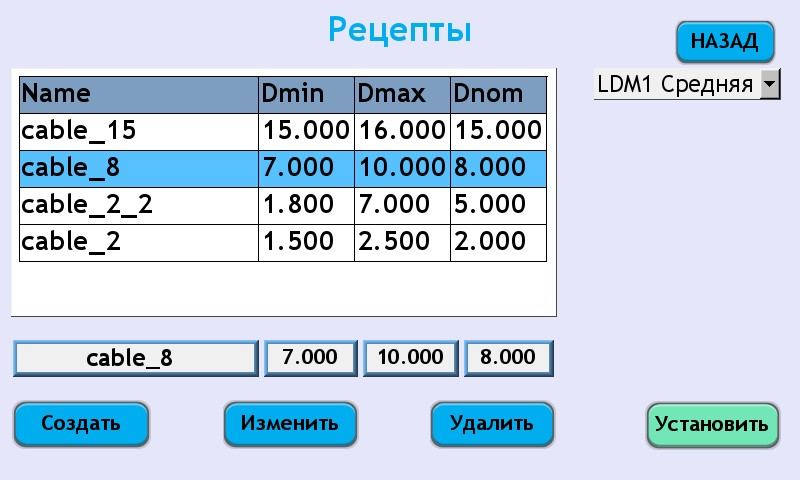 Рецепты
НАЗАД
LDM1 Средняя
Name Dmin Dmax Dnom
cable_15 15.000 16.000 15.000
cable_8 7.000 10.000 8.000
cable_2_2 1.800 7.000 5.000
cable_2 1.500 2.500 2.000
cable_8 7.000 10.000 8.000
Создать Изменить Удалить Установить